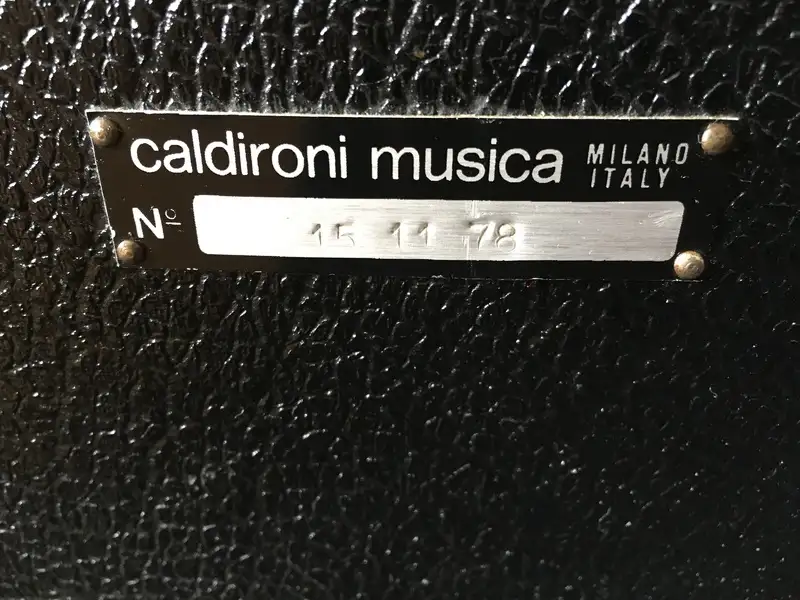 caldironi musica MILANO
ITALY
Nº 15 11 78